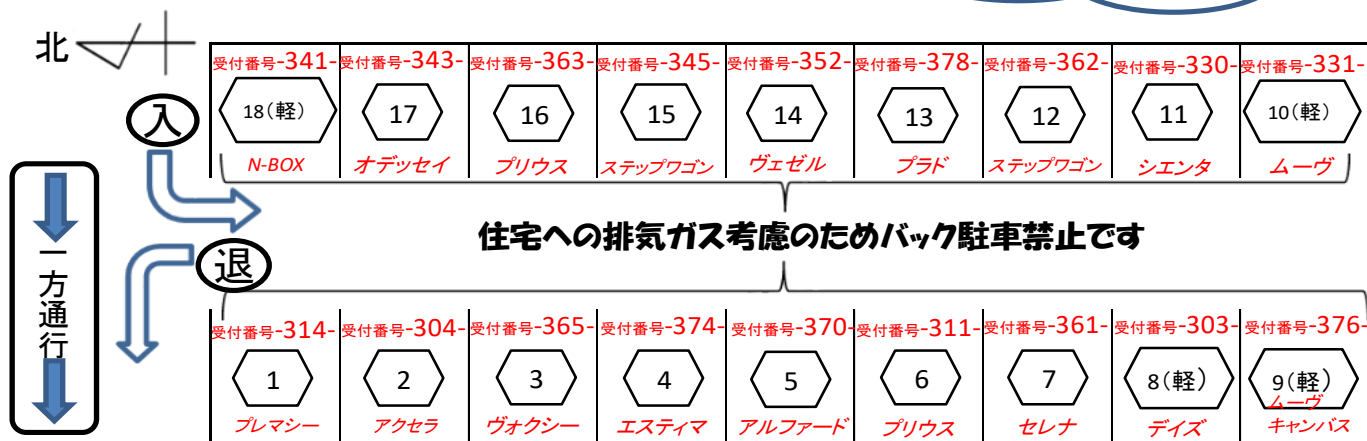 北
受付番号-341- 受付番号-343- 受付番号-363- 受付番号-345- 受付番号-352- 受付番号-378- 受付番号-362- 受付番号-330- 受付番号-331-
18(軽) 17 16 15 14 13 12 11 10(軽)
N-BOX オデッセイ プリウス ステップワゴン ヴェゼル プラド ステップワゴン シエンタ ムーヴ
入
一方通行
住宅への排気ガス考慮のためバック駐車禁止です
退
受付番号-314- 受付番号-304- 受付番号-365- 受付番号-374- 受付番号-370- 受付番号-311- 受付番号-361- 受付番号-303- 受付番号-376-
1 2 3 4 5 6 7 8(軽) 9(軽)
プレマシー アクセラ ヴォクシー エスティマ アルファード プリウス セレナ デイズ ムーヴ
キャンバス